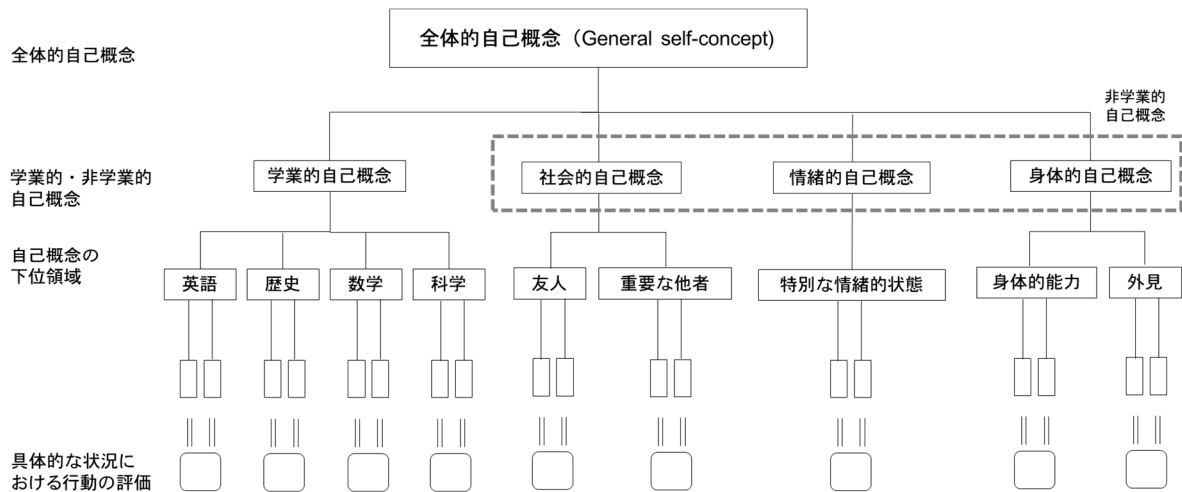 全体的自己概念（General self-concept)
全体的自己概念
非学業的
自己概念
学業的・非学業的
自己概念
学業的自己概念
社会的自己概念
情緒的自己概念
身体的自己概念
自己概念の
下位領域
英語
歴史
数学
科学
友人
重要な他者
特別な情緒的状態
身体的能力
外見
具体的な状況に
おける行動の評価